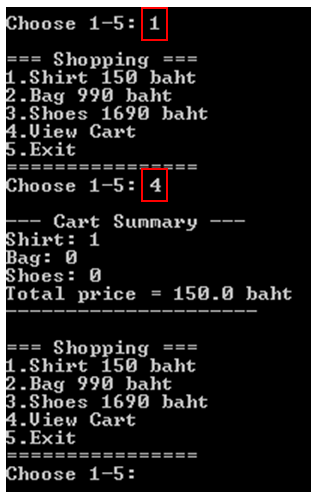 Choose 1-5: 1
=== Shopping ===
1.Shirt 150 baht
2.Bag 990 baht
3.Shoes 1690 baht
4.View Cart
5.Exit
=================
Choose 1-5: 4
--- Cart Summary ---
Shirt: 1
Bag: 0
Shoes: 0
Total price = 150.0 baht
----------------------
=== Shopping ===
1.Shirt 150 baht
2.Bag 990 baht
3.Shoes 1690 baht
4.View Cart
5.Exit
=================
Choose 1-5: